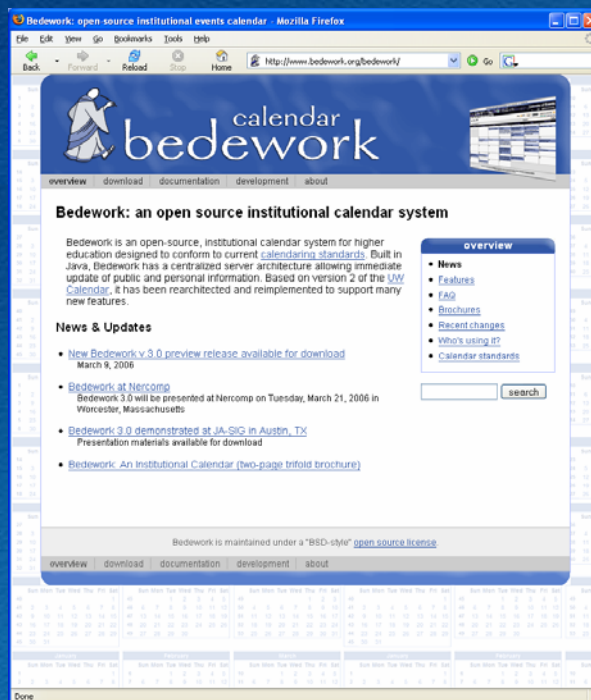 Bedework: open-source institutional events calendar - Mozilla Firefox
File Edit View Go Bookmarks Tools Help
Back Forward Reload Stop Home http://www.bedework.org/bedework/ Go
calendar
bedework
overview download documentation development about
Bedework: an open source institutional calendar system
Bedework is an open-source, institutional calendar system for higher
education designed to conform to current calendaring standards. Built in
Java, Bedework has a centralized server architecture allowing immediate
update of public and personal information. Based on version 2 of the UW
Calendar, it has been rearchitected and reimplemented to support many
new features.
News & Updates
• New Bedework v 3.0 preview release available for download
March 9, 2006
• Bedework at Nercomp
Bedework 3.0 will be presented at Nercomp on Tuesday, March 21, 2006 in
Worcester, Massachusetts
• Bedework 3.0 demonstrated at JA-SIG in Austin, TX
Presentation materials available for download
• Bedework: An Institutional Calendar (two-page trifold brochure)
overview
• News
• Features
• FAQ
• Brochures
• Recent changes
• Who's using it?
• Calendar standards
search
Bedework is maintained under a "BSD-style" open source license.
overview download documentation development about
Done